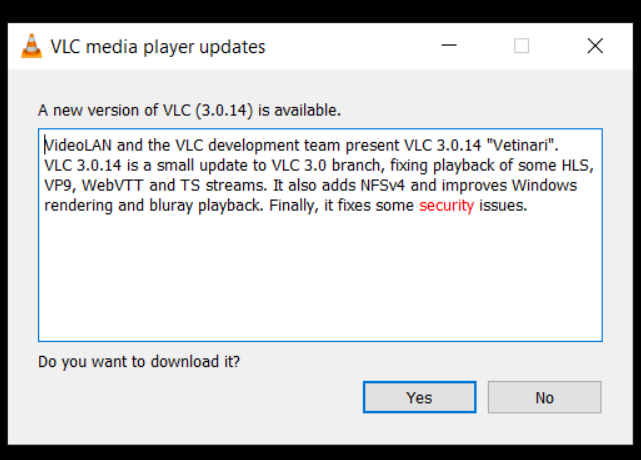 VLC media player updates
A new version of VLC (3.0.14) is available.
VideoLAN and the VLC development team present VLC 3.0.14 "Vetinari".
VLC 3.0.14 is a small update to VLC 3.0 branch, fixing playback of some HLS,
VP9, WebVTT and TS streams. It also adds NFSv4 and improves Windows
rendering and bluray playback. Finally, it fixes some security issues.
Do you want to download it?
Yes
No